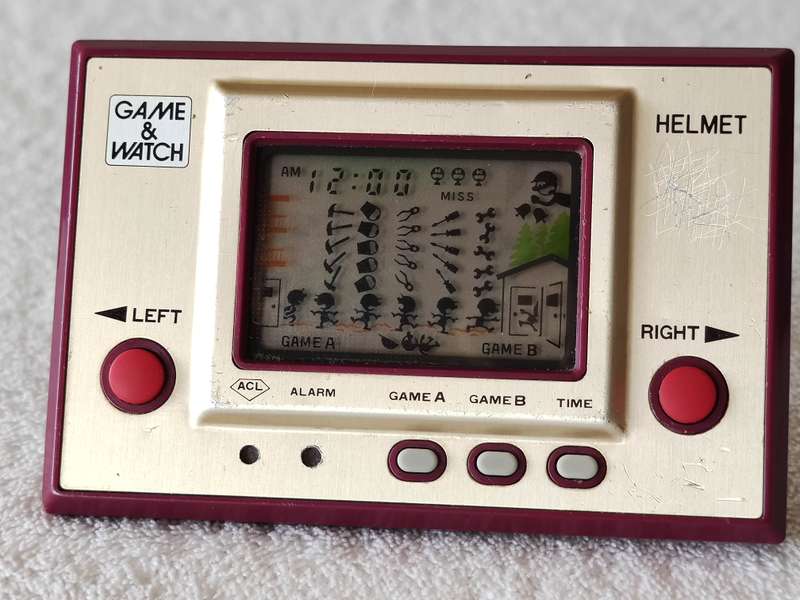 GAME
&
WATCH
HELMET
AM 12:00
MISS
GAME A
GAME B
LEFT
RIGHT
ACL
ALARM
GAME A
GAME B
TIME